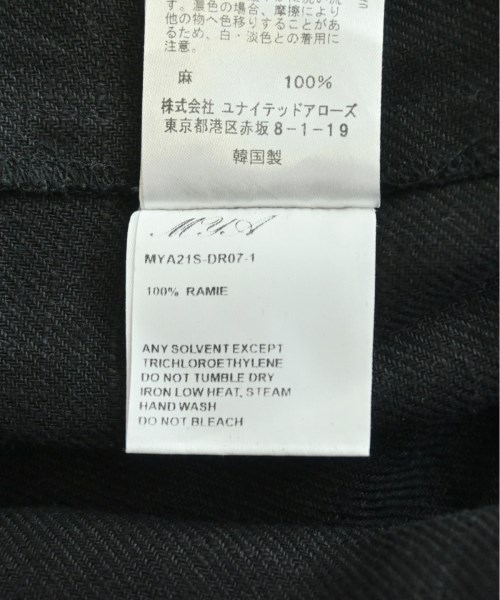 す。濃色の場合、摩擦により
他の物へ色移りすることがあ
るため、白・淡色との着用に
注意。
麻 100%
株式会社 ユナイテッドアローズ
東京都港区赤坂8-1-19
韓国製
M.Y.A
MYA21S-DR07-1
100% RAMIE
ANY SOLVENT EXCEPT
TRICHLOROETHYLENE
DO NOT TUMBLE DRY
IRON LOW HEAT, STEAM
HAND WASH
DO NOT BLEACH